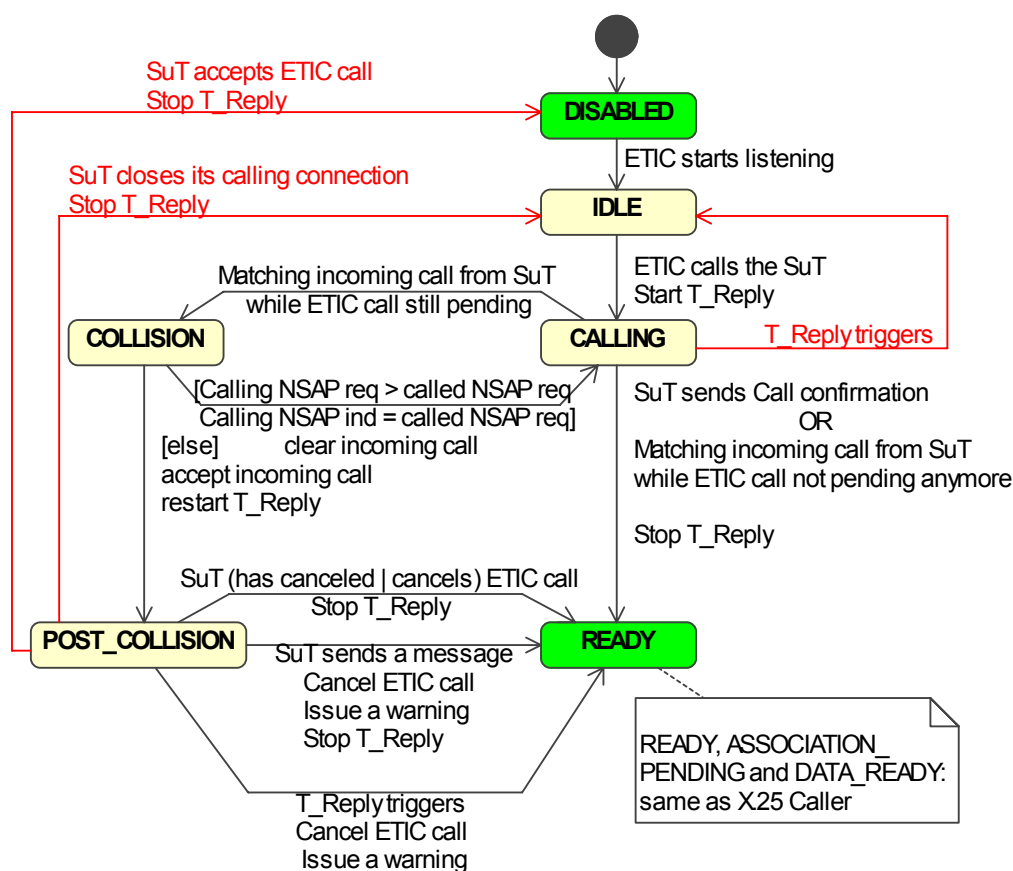 SuT accepts ETIC call
Stop T_Reply
DISABLED
ETIC starts listening
SuT closes its calling connection
Stop T_Reply
IDLE
Matching incoming call from SuT
while ETIC call still pending
ETIC calls the SuT
Start T_Reply
COLLISION
CALLING
T_Reply triggers
[Calling NSAP req > called NSAP req
Calling NSAP ind = called NSAP req]
[else]
clear incoming call
accept incoming call
restart T_Reply
SuT sends Call confirmation
OR
Matching incoming call from SuT
while ETIC call not pending anymore
Stop T_Reply
SuT (has canceled | cancels) ETIC call
Stop T_Reply
POST_COLLISION
READY
SuT sends a message
Cancel ETIC call
Issue a warning
Stop T_Reply
READY, ASSOCIATION_
PENDING and DATA_READY:
same as X25 Caller
T_Reply triggers
Cancel ETIC call
Issue a warning